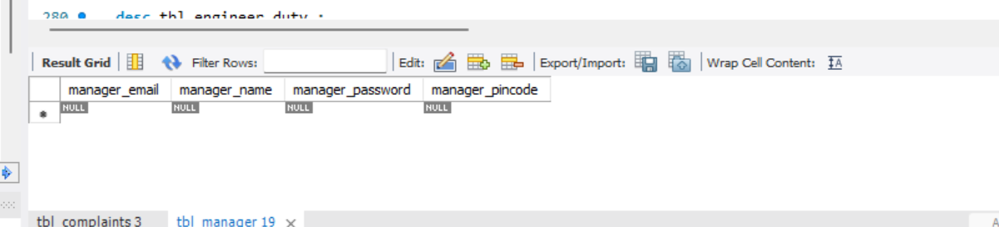 280 desc tbl_engineer_duty ;
Result Grid Filter Rows: Edit: Export/Import: Wrap Cell Content:
manager_email manager_name manager_password manager_pincode
NULL NULL NULL NULL
tbl_complaints 3 tbl_manager 19